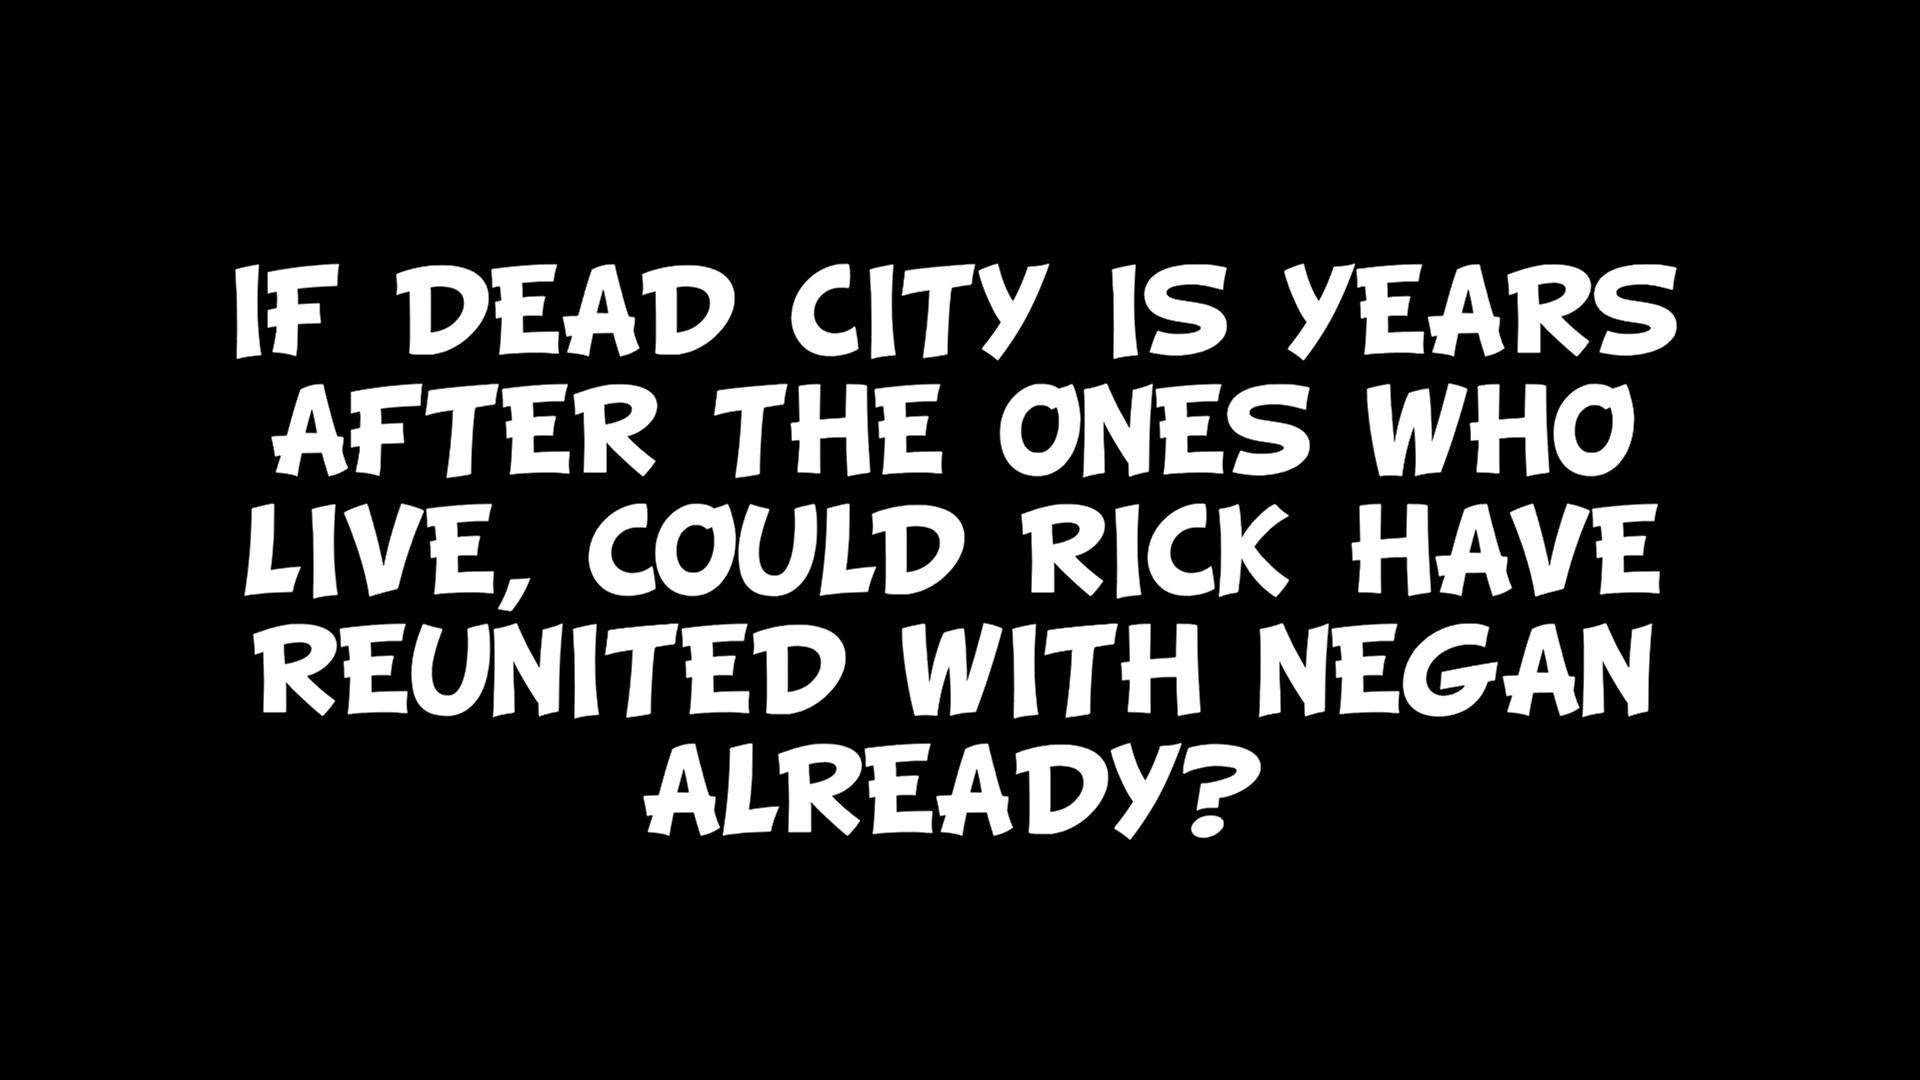 IF DEAD CITY IS YEARS
AFTER THE ONES WHO
LIVE, COULD RICK HAVE
REUNITED WITH NEGAN
ALREADY?